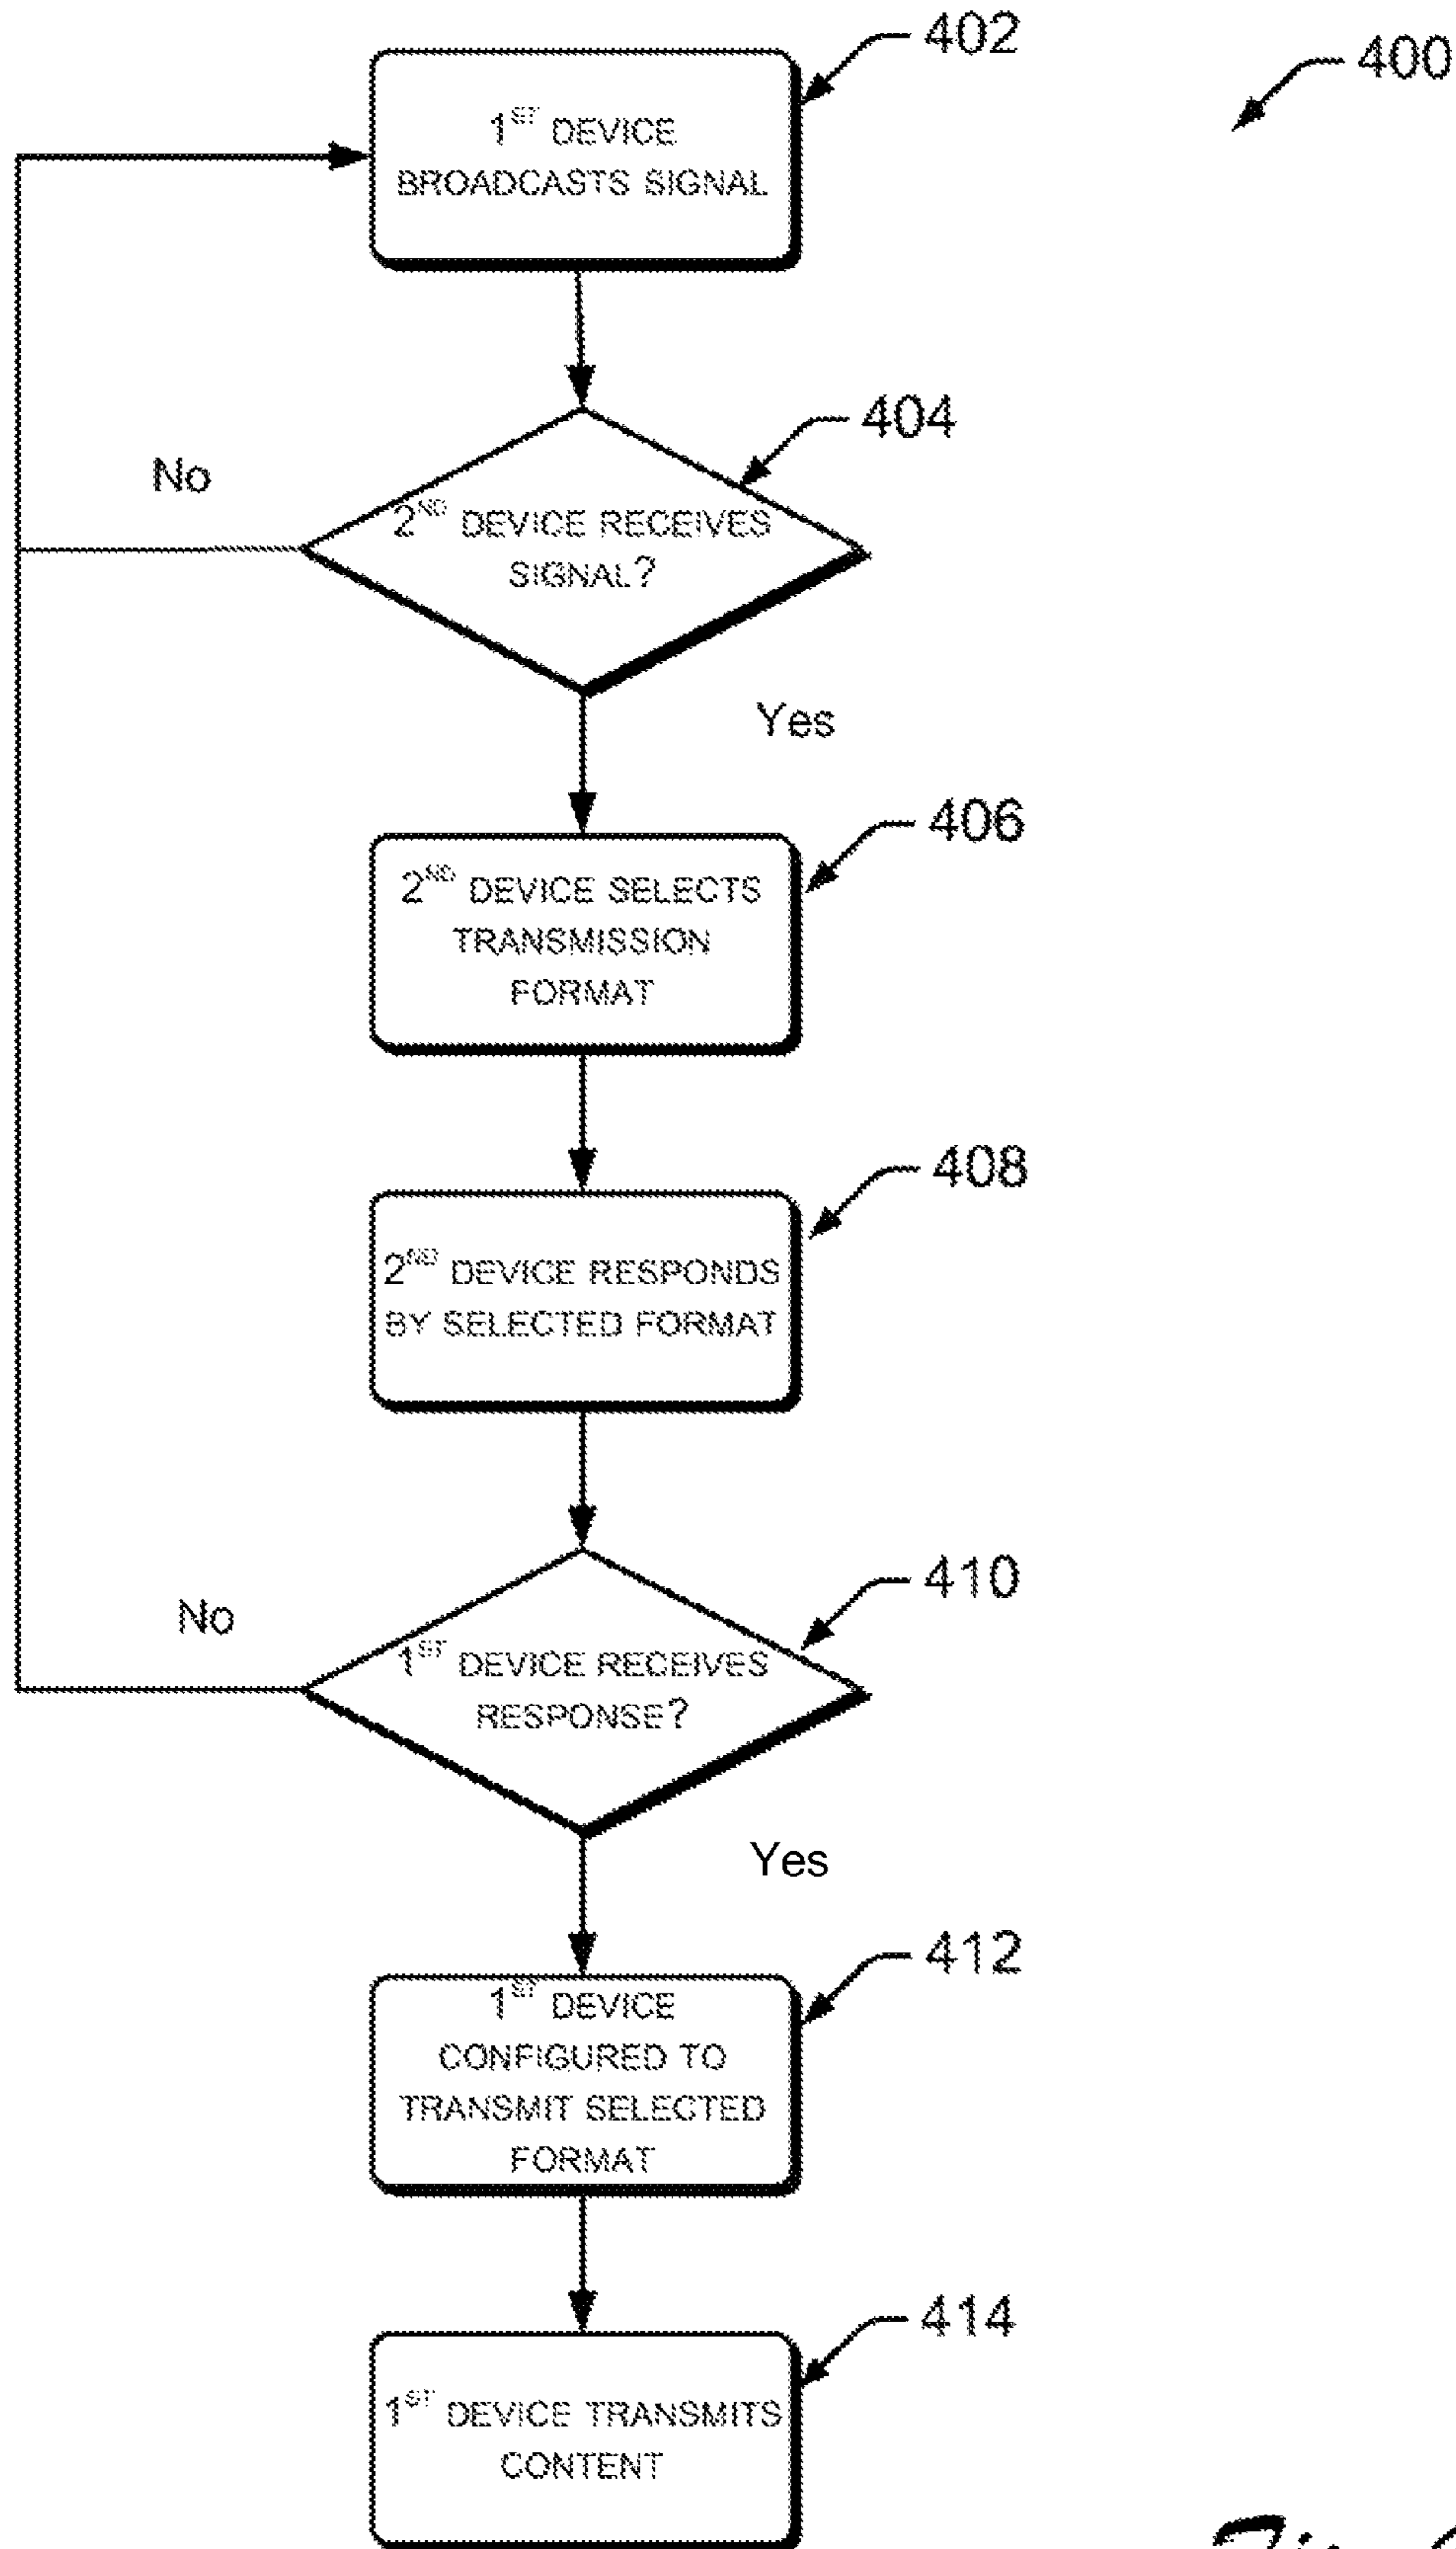 402
400
1ST DEVICE
BROADCASTS SIGNAL
404
No
2ND DEVICE RECEIVES
SIGNAL?
Yes
406
2ND DEVICE SELECTS
TRANSMISSION
FORMAT
408
2ND DEVICE RESPONDS
BY SELECTED FORMAT
410
No
1ST DEVICE RECEIVES
RESPONSE?
Yes
412
1ST DEVICE
CONFIGURED TO
TRANSMIT SELECTED
FORMAT
414
1ST DEVICE TRANSMITS
CONTENT